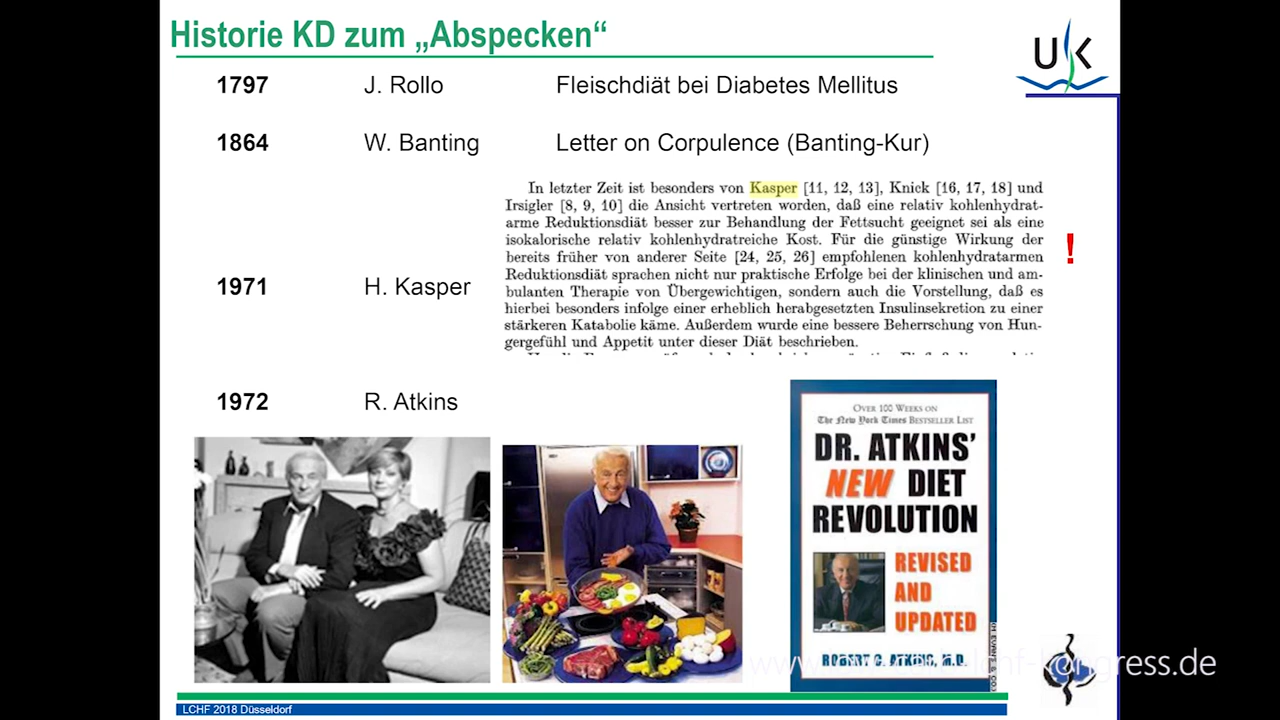 Historie KD zum „Abspecken“
UK
1797 J. Rollo Fleischdiät bei Diabetes Mellitus
1864 W. Banting Letter on Corpulence (Banting-Kur)
In letzter Zeit ist besonders von Kasper [11, 12, 13], Knick [16, 17, 18] und
Irsigler [8, 9, 10] die Ansicht vertreten worden, daß eine relativ kohlenhydrat-
arme Reduktionsdiät besser zur Behandlung der Fettsucht geeignet sei als eine
isokalorische relativ kohlenhydratreiche Kost. Für die günstige Wirkung der
bereits früher von anderer Seite [24, 25, 26] empfohlenen kohlenhydratarmen
Reduktionsdiät sprachen nicht nur praktische Erfolge bei der klinischen und am-
bulanten Therapie von Übergewichtigen, sondern auch die Vorstellung, daß es
hierbei besonders infolge einer erheblich herabgesetzten Insulinsekretion zu einer
stärkeren Katabolie käme. Außerdem wurde eine bessere Beherrschung von Hun-
gergefühl und Appetit unter dieser Diät beschrieben.
!
1971 H. Kasper
1972 R. Atkins
OVER 100 WEEKS ON
The New York Times BESTSELLER LIST
DR. ATKINS'
NEW DIET
REVOLUTION
REVISED
AND
UPDATED
ROBERT C. ATKINS, M.D.
LCHF 2018 Düsseldorf